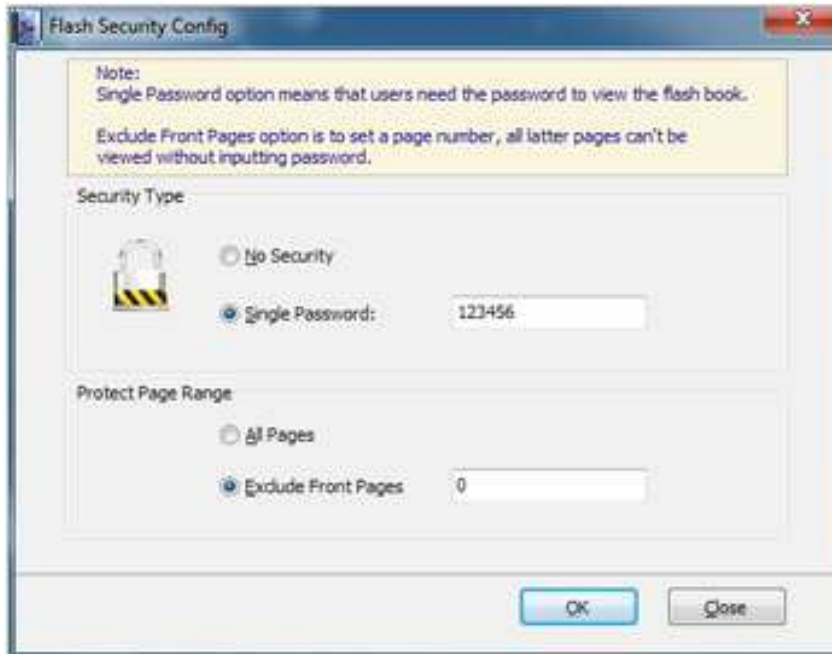 Flash Security Config
Note:
Single Password option means that users need the password to view the flash book.
Exclude Front Pages option is to set a page number, all latter pages can't be
viewed without inputting password.
Security Type
No Security
Single Password:
123456
Protect Page Range
All Pages
Exclude Front Pages
0
OK
Close